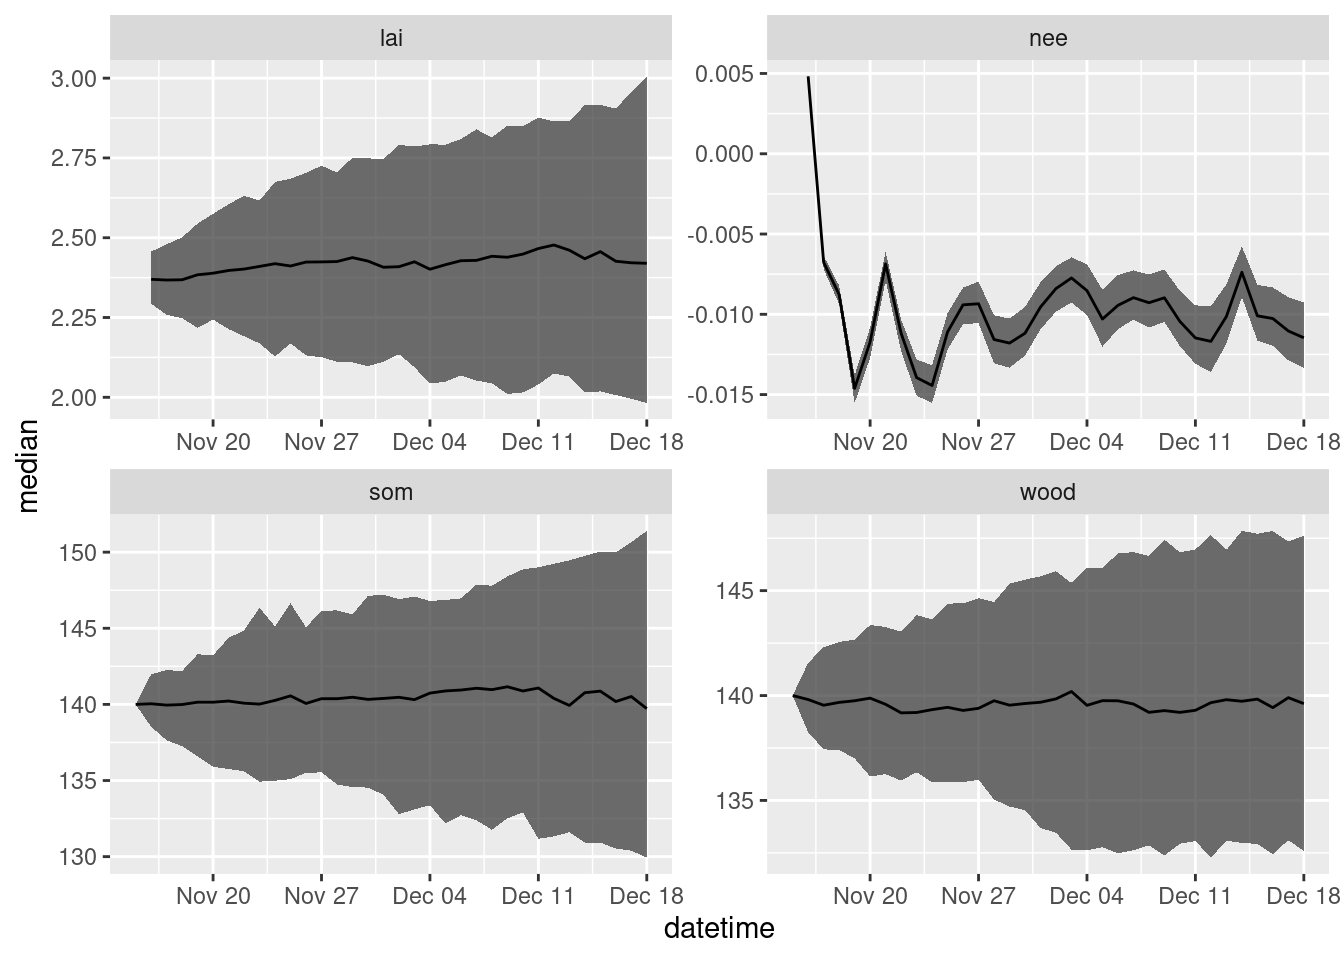 lai
nee
3.00
2.75
2.50
2.25
2.00
0.005
0.000
-0.005
-0.010
-0.015
Nov 20 Nov 27 Dec 04 Dec 11 Dec 18
Nov 20 Nov 27 Dec 04 Dec 11 Dec 18
median
som
wood
150
145
140
135
130
145
140
135
Nov 20 Nov 27 Dec 04 Dec 11 Dec 18
Nov 20 Nov 27 Dec 04 Dec 11 Dec 18
datetime